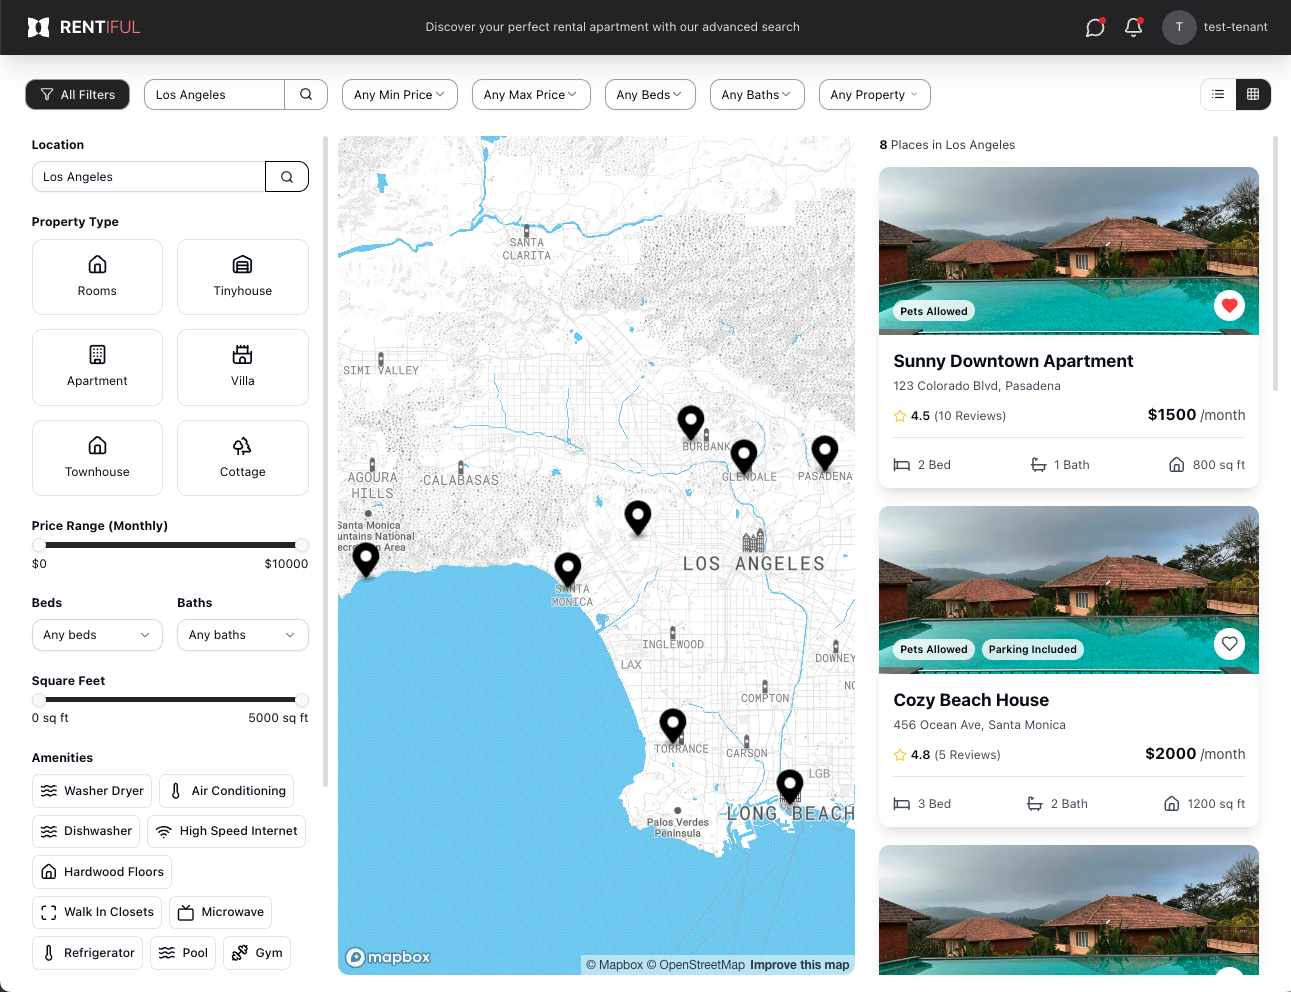 RENTIFUL
Discover your perfect rental apartment with our advanced search
T
test-tenant
All Filters
Los Angeles
Any Min Price
Any Max Price
Any Beds
Any Baths
Any Property
Location
Los Angeles
Property Type
Rooms
Tinyhouse
Apartment
Villa
Townhouse
Cottage
Price Range (Monthly)
$0
$10000
Beds
Baths
Any beds
Any baths
Square Feet
0 sq ft
5000 sq ft
Amenities
Washer Dryer
Air Conditioning
Dishwasher
High Speed Internet
Hardwood Floors
Walk In Closets
Microwave
Refrigerator
Pool
Gym
SANTA
CLARITA
SIMI VALLEY
BURBANK
GLENDALE
PASADENA
AGOURA
HILLS
CALABASAS
Santa Monica
untains National
ecreation Area
LOS ANGELES
SANTA
MONICA
INGLEWOOD
LAX
DOWNEY
NO
COMPTON
TORRANCE
CARSON
LGB
LONG BEACH
Palos Verdes
Peninsula
mapbox
© Mapbox © OpenStreetMap Improve this map
8 Places in Los Angeles
Pets Allowed
Sunny Downtown Apartment
123 Colorado Blvd, Pasadena
4.5 (10 Reviews)
$1500 /month
2 Bed
1 Bath
800 sq ft
Pets Allowed
Parking Included
Cozy Beach House
456 Ocean Ave, Santa Monica
4.8 (5 Reviews)
$2000 /month
3 Bed
2 Bath
1200 sq ft